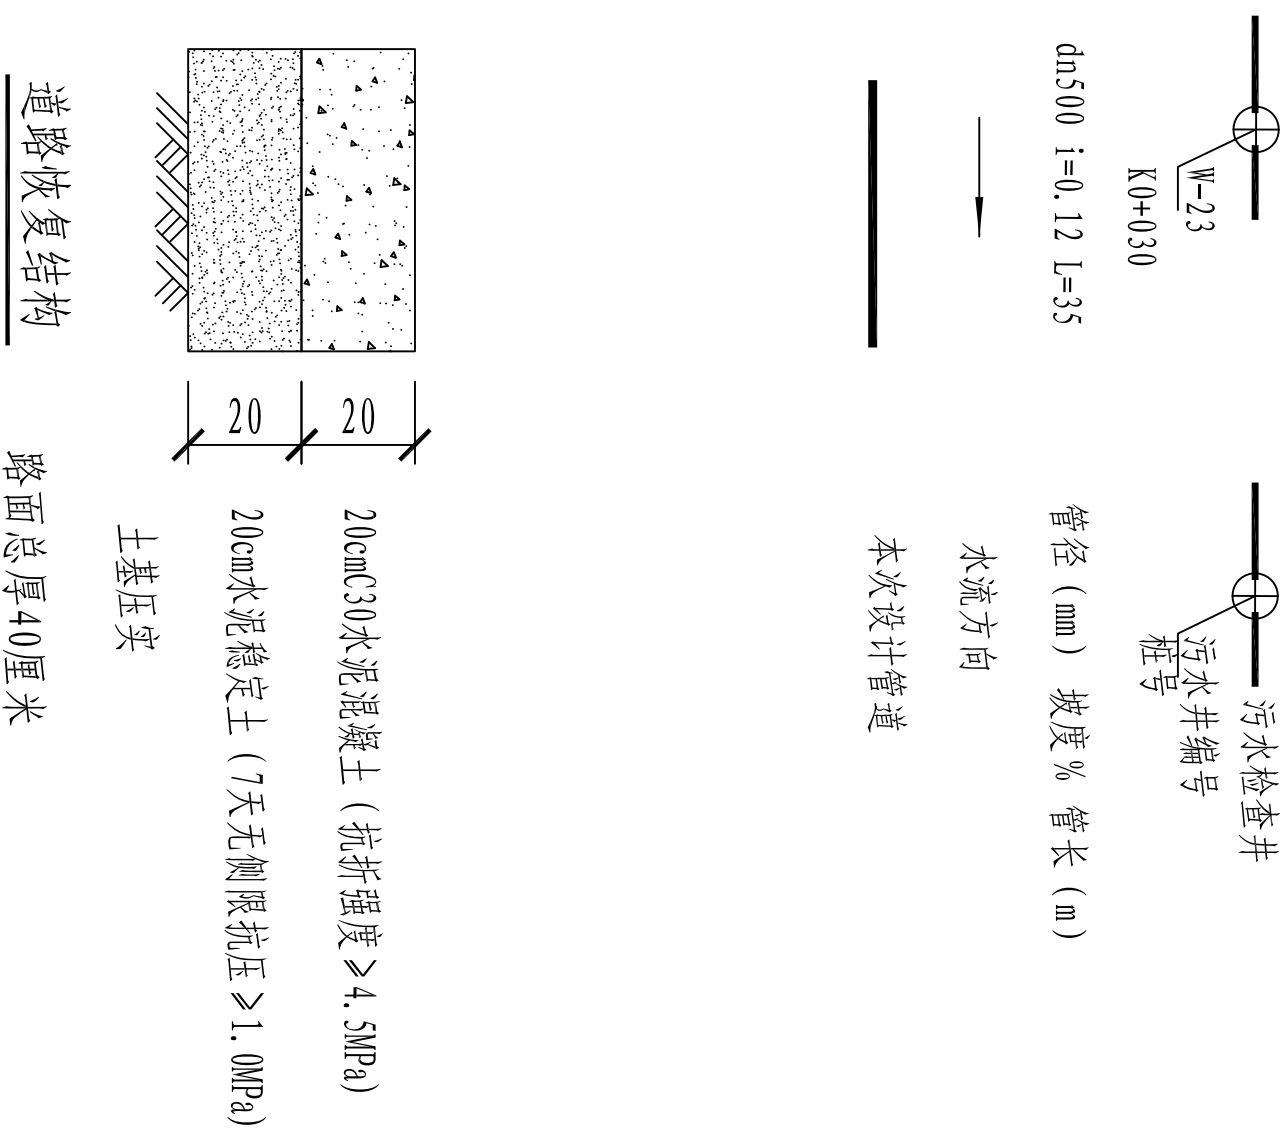 W-23
K0+030
污水检查井
污水井编号
桩号
dn500 i=0.12 L=35
管径（mm） 坡度% 管长（m）
水流方向
本次设计管道
20
20cmC30水泥混凝土（抗折强度≥4.5MPa）
20
20cm水泥稳定土（7天无侧限抗压≥1.0MPa）
土基压实
道路恢复结构
路面总厚40厘米